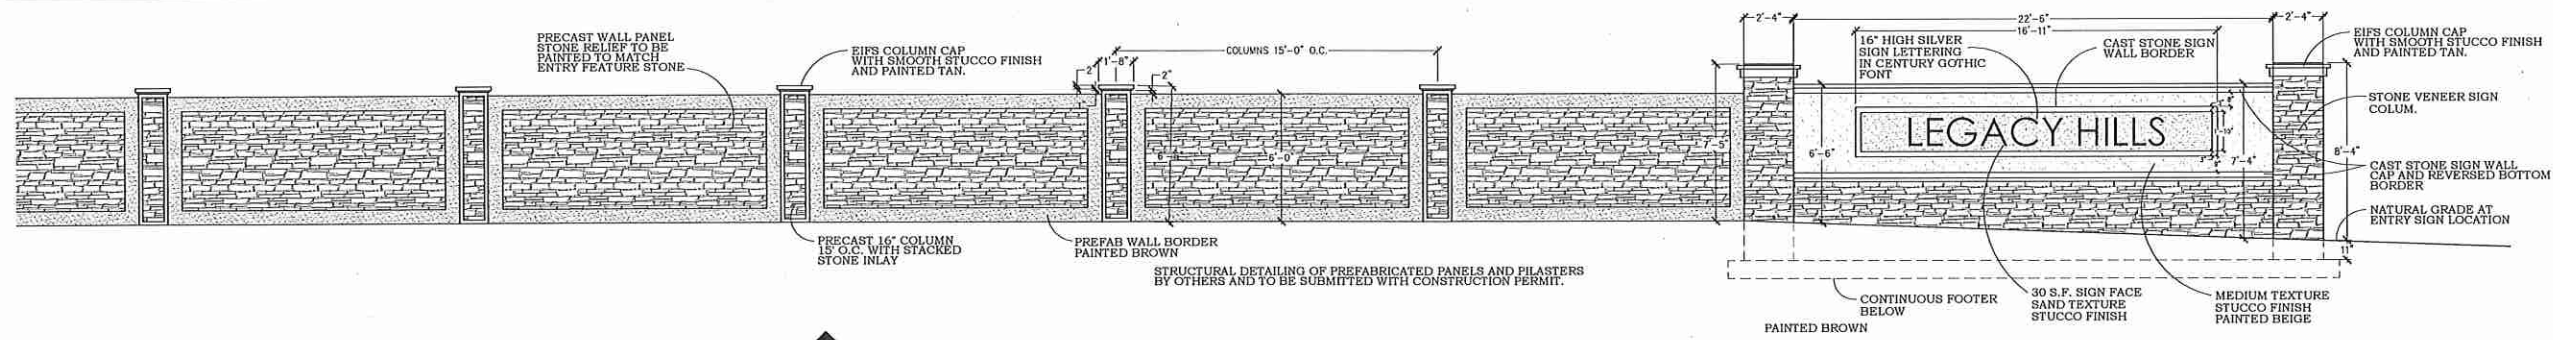 PRECAST WALL PANEL
STONE RELIEF TO BE
PAINTED TO MATCH
ENTRY FEATURE STONE
EIFS COLUMN CAP
WITH SMOOTH STUCCO FINISH
AND PAINTED TAN.
2"
1'-8"
2"
COLUMNS 15'-0" O.C.
6'-0"
7'-5"
2'-4"
22'-6"
2'-4"
16'-11"
16" HIGH SILVER
SIGN LETTERING
IN CENTURY GOTHIC
FONT
CAST STONE SIGN
WALL BORDER
LEGACY HILLS
6'-6"
3"
7'-4"
8'-4"
11"
EIFS COLUMN CAP
WITH SMOOTH STUCCO FINISH
AND PAINTED TAN.
STONE VENEER SIGN
COLUM.
CAST STONE SIGN WALL
CAP AND REVERSED BOTTOM
BORDER
NATURAL GRADE AT
ENTRY SIGN LOCATION
PRECAST 16" COLUMN
15' O.C. WITH STACKED
STONE INLAY
PREFAB WALL BORDER
PAINTED BROWN
STRUCTURAL DETAILING OF PREFABRICATED PANELS AND PILASTERS
BY OTHERS AND TO BE SUBMITTED WITH CONSTRUCTION PERMIT.
CONTINUOUS FOOTER
BELOW
PAINTED BROWN
30 S.F. SIGN FACE
SAND TEXTURE
STUCCO FINISH
MEDIUM TEXTURE
STUCCO FINISH
PAINTED BEIGE